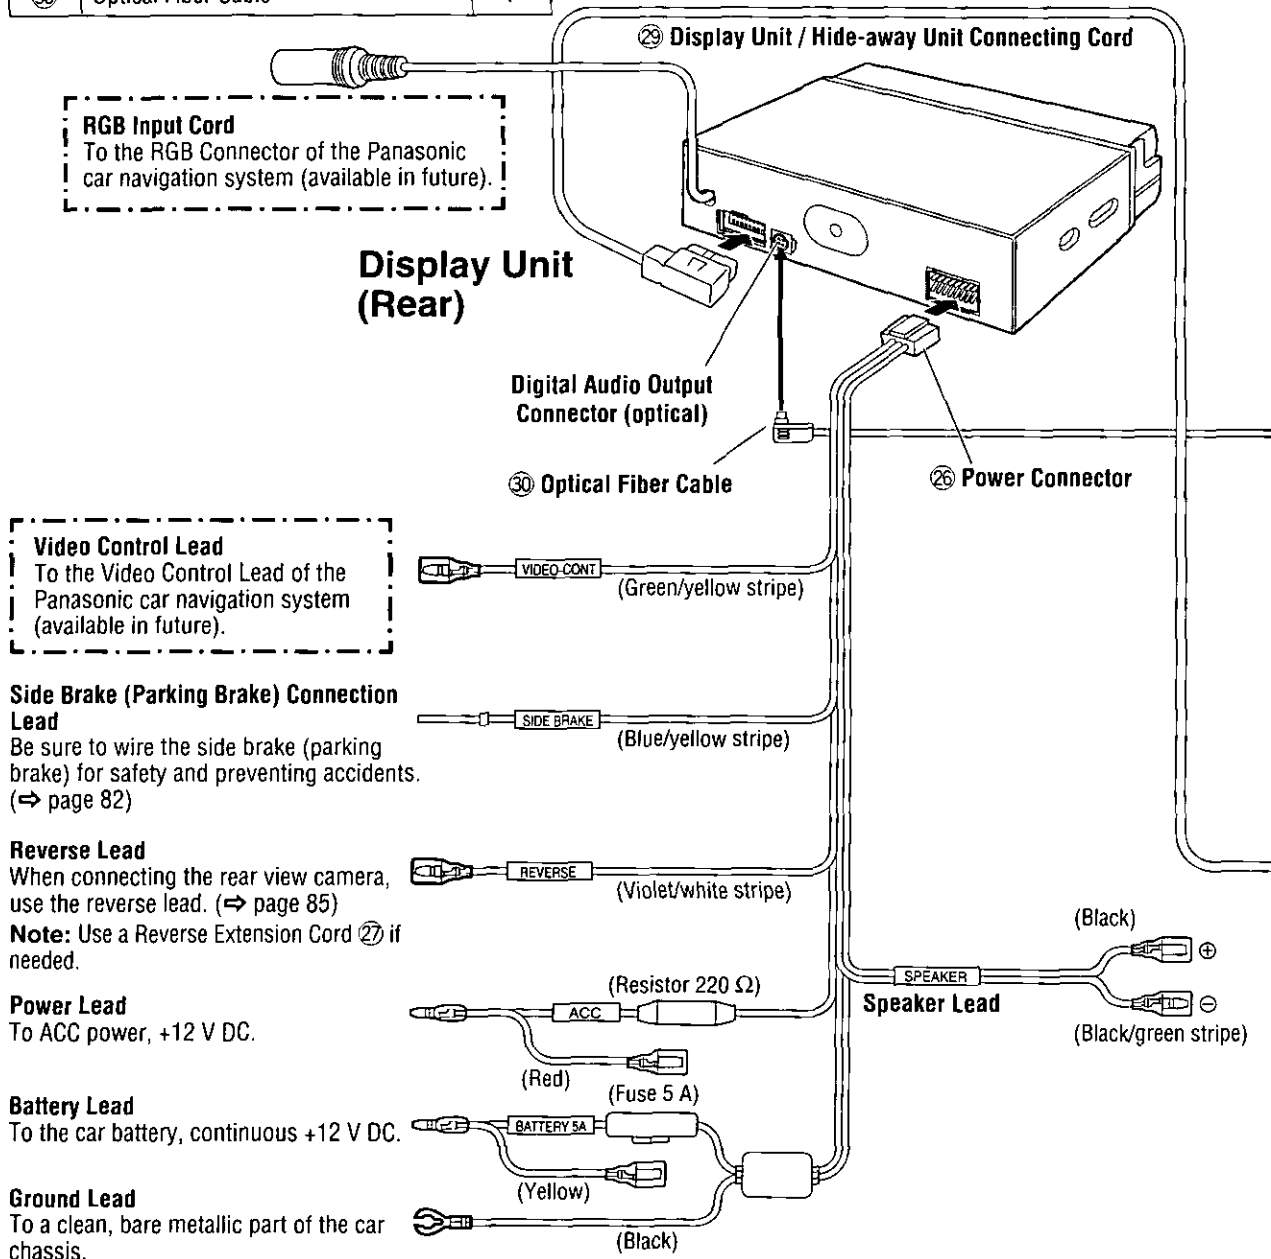 ㉚ Optical Fiber Cable
㉙ Display Unit / Hide-away Unit Connecting Cord
RGB Input Cord
To the RGB Connector of the Panasonic
car navigation system (available in future).
Display Unit
(Rear)
Digital Audio Output
Connector (optical)
㉚ Optical Fiber Cable
㉖ Power Connector
Video Control Lead
To the Video Control Lead of the
Panasonic car navigation system
(available in future).
VIDEO-CONT
(Green/yellow stripe)
Side Brake (Parking Brake) Connection
Lead
Be sure to wire the side brake (parking
brake) for safety and preventing accidents.
(⇨ page 82)
SIDE BRAKE
(Blue/yellow stripe)
Reverse Lead
When connecting the rear view camera,
use the reverse lead. (⇨ page 85)
Note: Use a Reverse Extension Cord ㉗ if
needed.
REVERSE
(Violet/white stripe)
(Black)
⊕
SPEAKER
Speaker Lead
⊖
(Black/green stripe)
Power Lead
To ACC power, +12 V DC.
(Resistor 220 Ω)
ACC
(Red)
Battery Lead
To the car battery, continuous +12 V DC.
(Fuse 5 A)
BATTERY 5A
(Yellow)
Ground Lead
To a clean, bare metallic part of the car
chassis.
(Black)